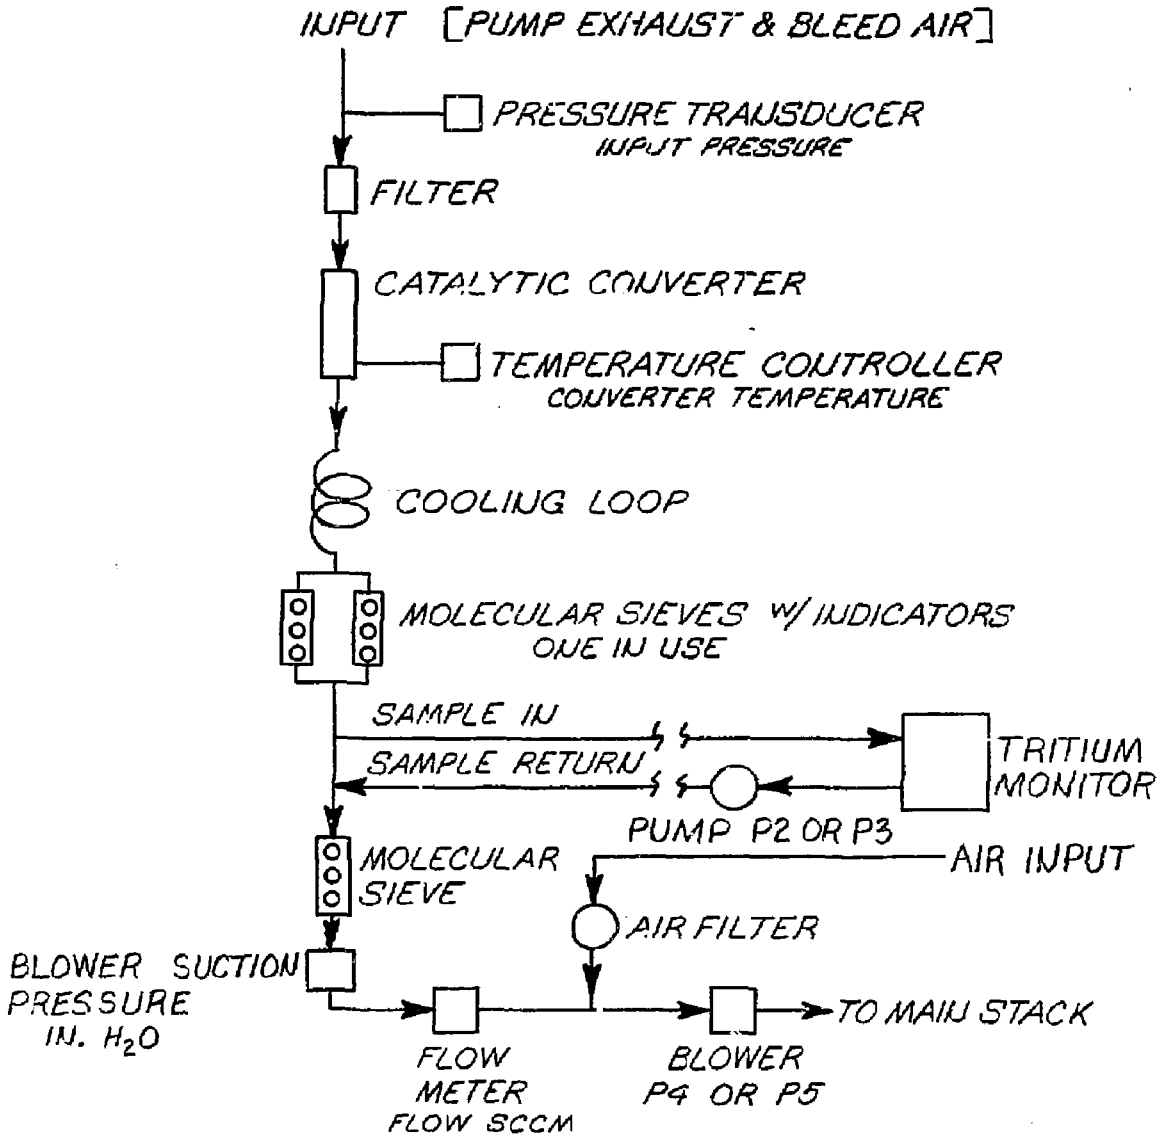 INPUT [PUMP EXHAUST & BLEED AIR]
PRESSURE TRANSDUCER
INPUT PRESSURE
FILTER
CATALYTIC CONVERTER
TEMPERATURE CONTROLLER
CONVERTER TEMPERATURE
COOLING LOOP
MOLECULAR SIEVES W/INDICATORS
ONE IN USE
SAMPLE IN
TRITIUM
MONITOR
SAMPLE RETURN
PUMP P2 OR P3
AIR INPUT
MOLECULAR
SIEVE
AIR FILTER
BLOWER SUCTION
PRESSURE
IN. H2O
TO MAIN STACK
FLOW
METER
FLOW SCCM
BLOWER
P4 OR P5